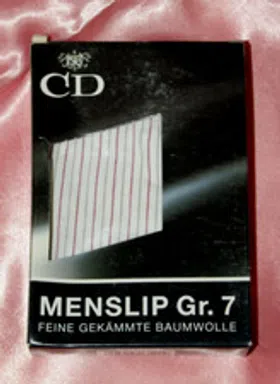 CD
MENSLIP Gr. 7
FEINE GEKÄMMTE BAUMWOLLE